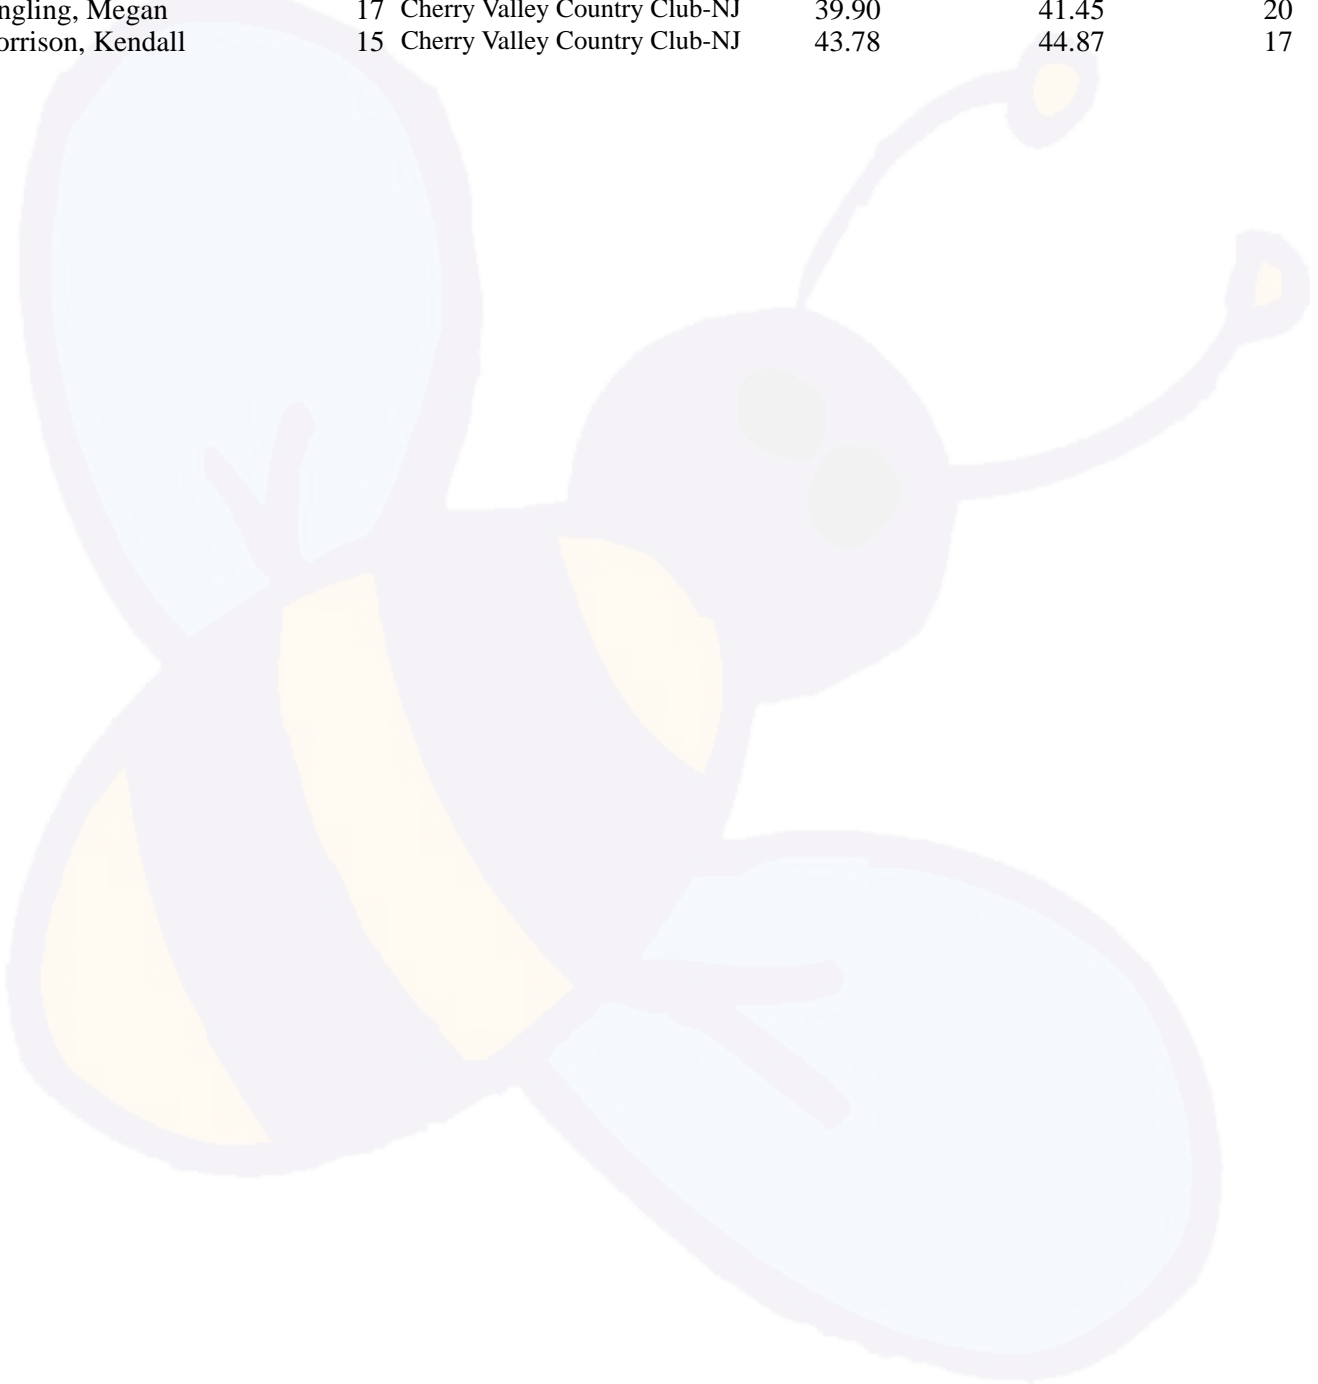 ngling, Megan 17 Cherry Valley Country Club-NJ 39.90 41.45 20
orrison, Kendall 15 Cherry Valley Country Club-NJ 43.78 44.87 17